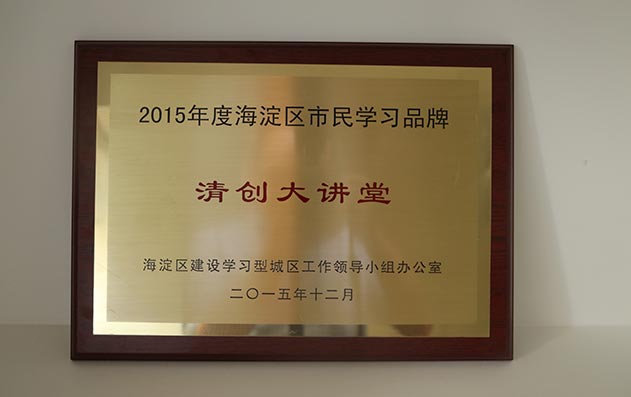 2015年度海淀区市民学习品牌
清创大讲堂
海淀区建设学习型城区工作领导小组办公室
二〇一五年十二月